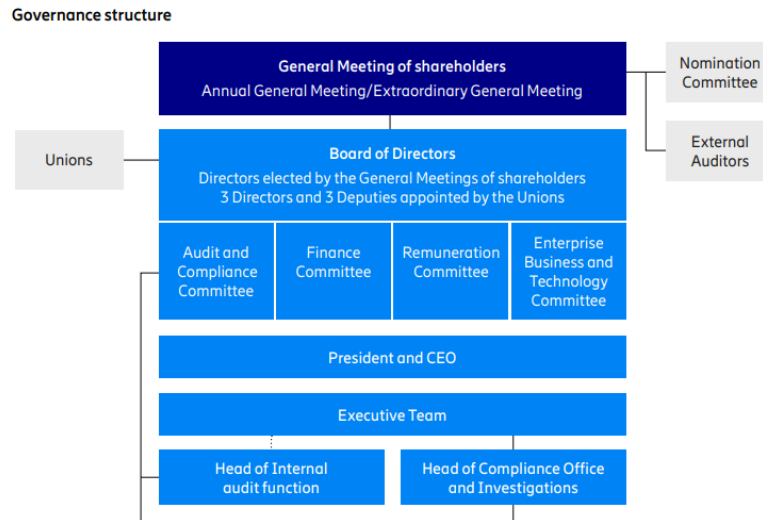 Governance structure
General Meeting of shareholders
Annual General Meeting/Extraordinary General Meeting
Nomination
Committee
External
Auditors
Unions
Board of Directors
Directors elected by the General Meetings of shareholders
3 Directors and 3 Deputies appointed by the Unions
Audit and
Compliance
Committee
Finance
Committee
Remuneration
Committee
Enterprise
Business and
Technology
Committee
President and CEO
Executive Team
Head of Internal
audit function
Head of Compliance Office
and Investigations